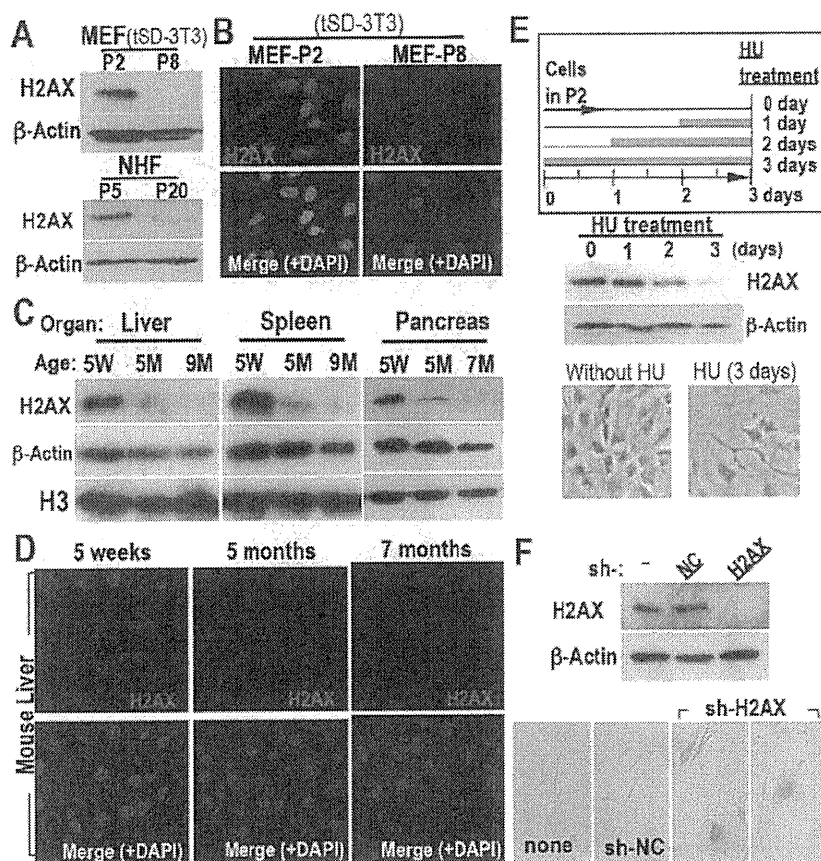 A
MEF(tSD-3T3)
P2 P8
H2AX
β-Actin
NHF
P5 P20
H2AX
β-Actin
B
(tSD-3T3)
MEF-P2 MEF-P8
H2AX H2AX
Merge (+DAPI) Merge (+DAPI)
C
Organ: Liver Spleen Pancreas
Age: 5W 5M 9M 5W 5M 9M 5W 5M 7M
H2AX
β-Actin
H3
D
5 weeks 5 months 7 months
Mouse Liver
H2AX H2AX H2AX
Merge (+DAPI) Merge (+DAPI) Merge (+DAPI)
E
HU
treatment
Cells
in P2
0 day
1 day
2 days
3 days
0 1 2 3 days
HU treatment
0 1 2 3 (days)
H2AX
β-Actin
Without HU HU (3 days)
F
sh-: - NC H2AX
H2AX
β-Actin
sh-H2AX
none sh-NC